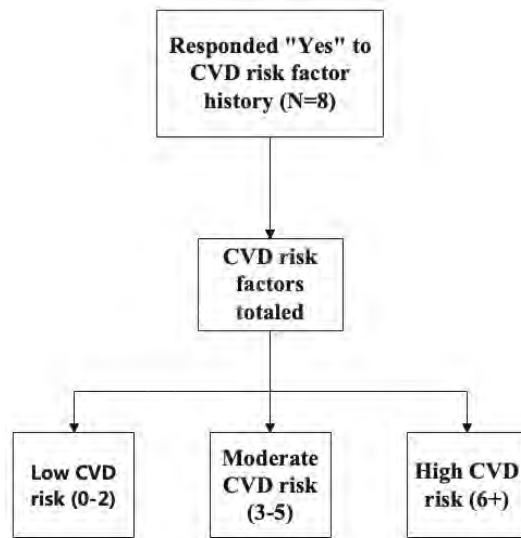 Responded "Yes" to
CVD risk factor
history (N=8)
CVD risk
factors
totaled
Low CVD
risk (0-2)
Moderate
CVD risk
(3-5)
High CVD
risk (6+)